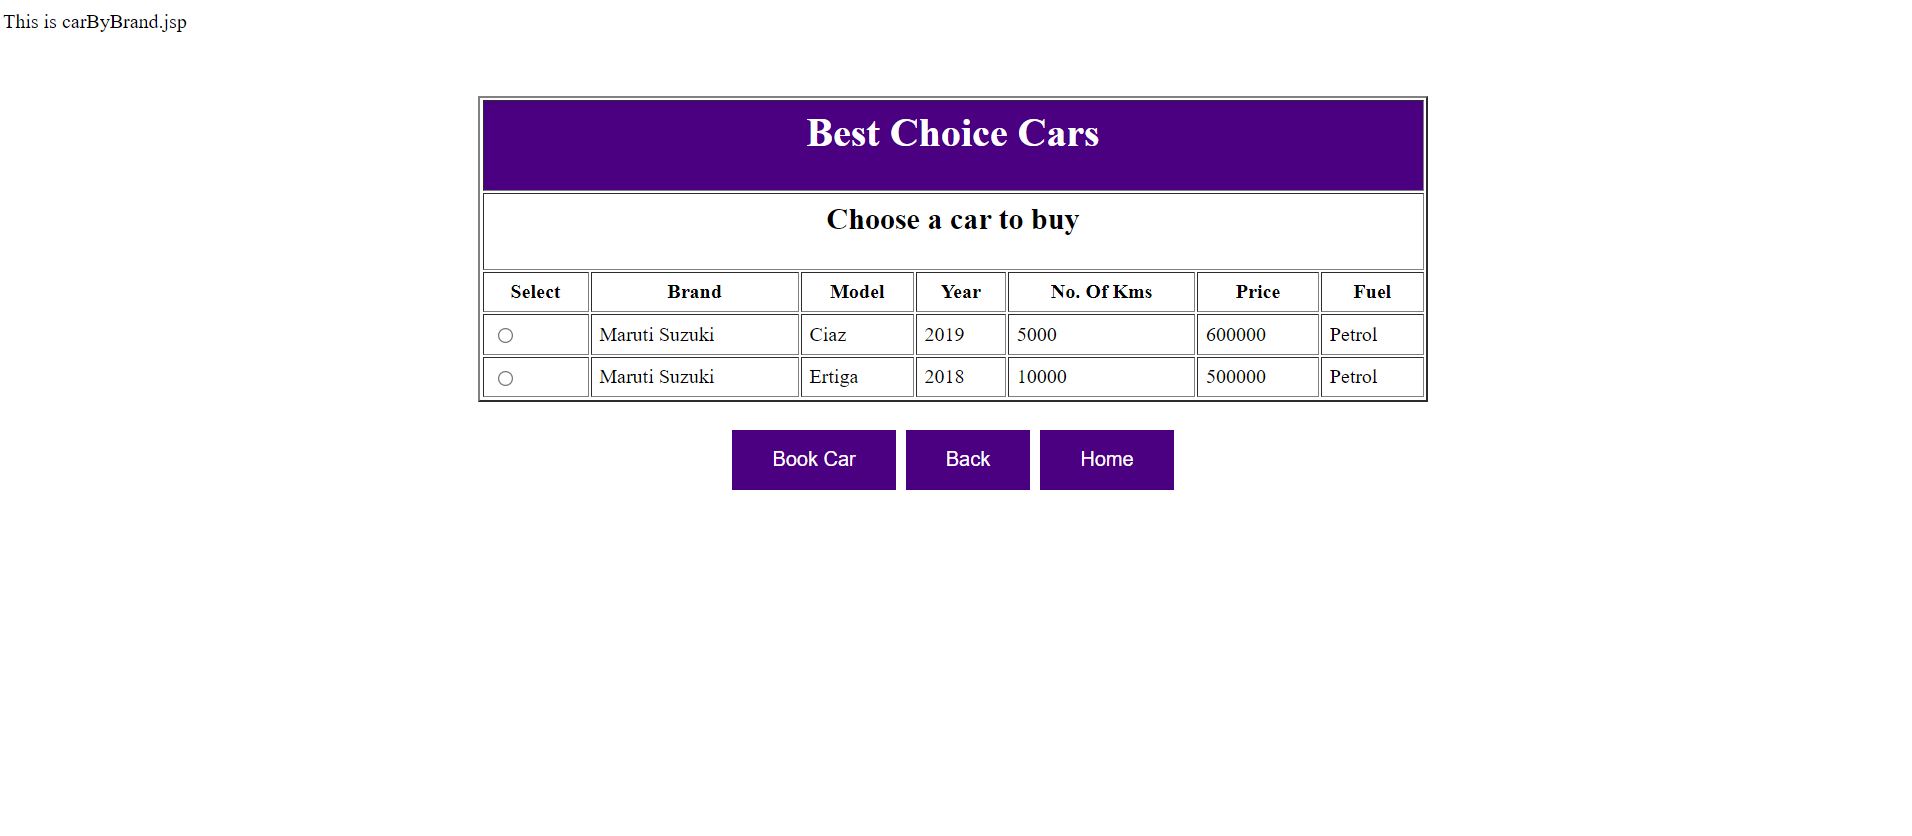 This is carByBrand.jsp
Best Choice Cars
Choose a car to buy
Select Brand Model Year No. Of Kms Price Fuel
Maruti Suzuki Ciaz 2019 5000 600000 Petrol
Maruti Suzuki Ertiga 2018 10000 500000 Petrol
Book Car Back Home